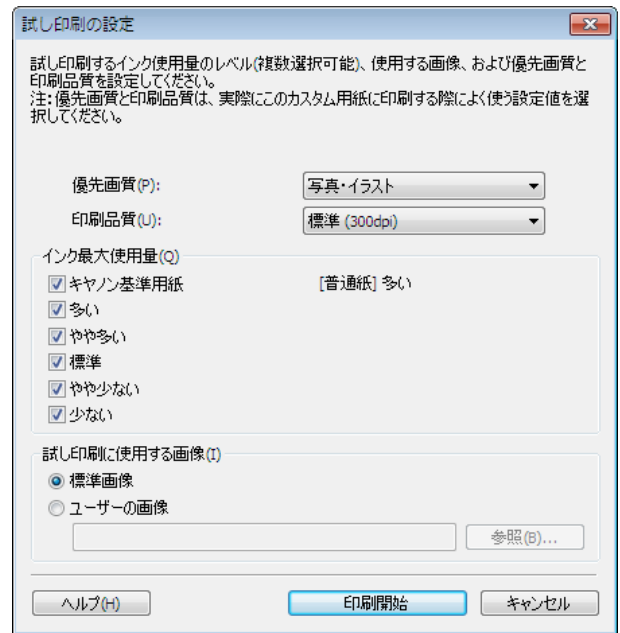 試し印刷の設定
試し印刷するインク使用量のレベル(複数選択可能)、使用する画像、および優先画質と
印刷品質を設定してください。
注：優先画質と印刷品質は、実際にこのカスタム用紙に印刷する際によく使う設定値を選
択してください。
優先画質(P): 写真・イラスト
印刷品質(U): 標準 (300dpi)
インク最大使用量(Q)
キヤノン基準用紙 [普通紙] 多い
多い
やや多い
標準
やや少ない
少ない
試し印刷に使用する画像(I)
標準画像
ユーザーの画像
参照(B)...
ヘルプ(H) 印刷開始 キャンセル